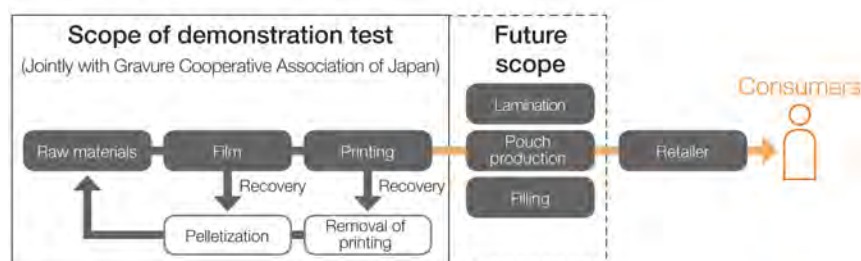 Scope of demonstration test
(Jointly with Gravure Cooperative Association of Japan)
Future
scope
Consumers
Lamination
Raw materials
Film
Printing
Pouch
production
Retailer
Recovery
Recovery
Filling
Pelletization
Removal of
printing